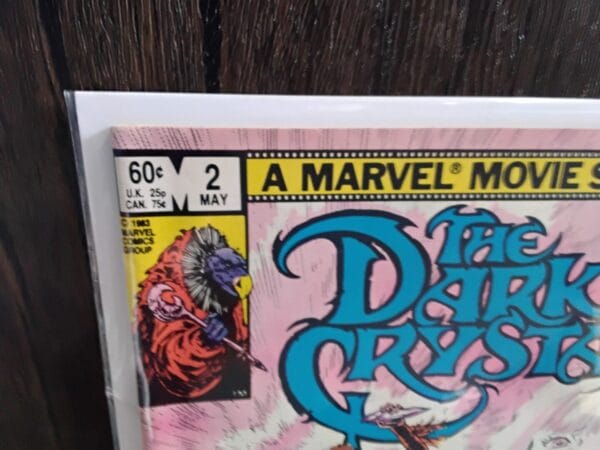 60¢
U.K. 25p
CAN. 75¢
M
2
MAY
© 1983
MARVEL
COMICS
GROUP
A MARVEL® MOVIE S
THE
DARK
CRYSTA